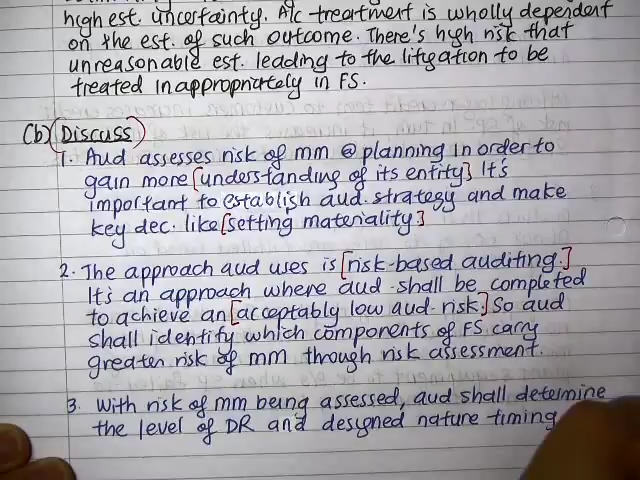 high est. uncertainty. A/c treatment is wholly dependent
on the est. of such outcome. There's high risk that
unreasonable est. leading to the litigation to be
treated inappropriately in FS.
(b) Discuss
1. Aud assesses risk of mm @ planning in order to
gain more [understanding of its entity] It's
important to establish aud. strategy and make
key dec. like [setting materiality.]
2. The approach aud uses is [risk-based auditing.]
It's an approach where aud shall be completed
to achieve an [acceptably low aud. risk.] So aud
shall identify which components of FS carry
greater risk of mm through risk assessment.
3. With risk of mm being assessed, aud shall determine
the level of DR and designed nature timing